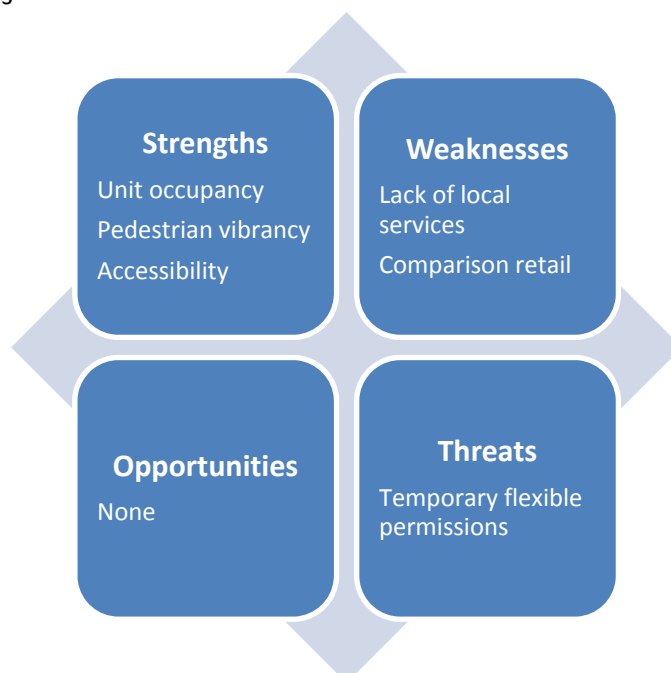 Strengths
Unit occupancy
Pedestrian vibrancy
Accessibility
Weaknesses
Lack of local
services
Comparison retail
Opportunities
None
Threats
Temporary flexible
permissions